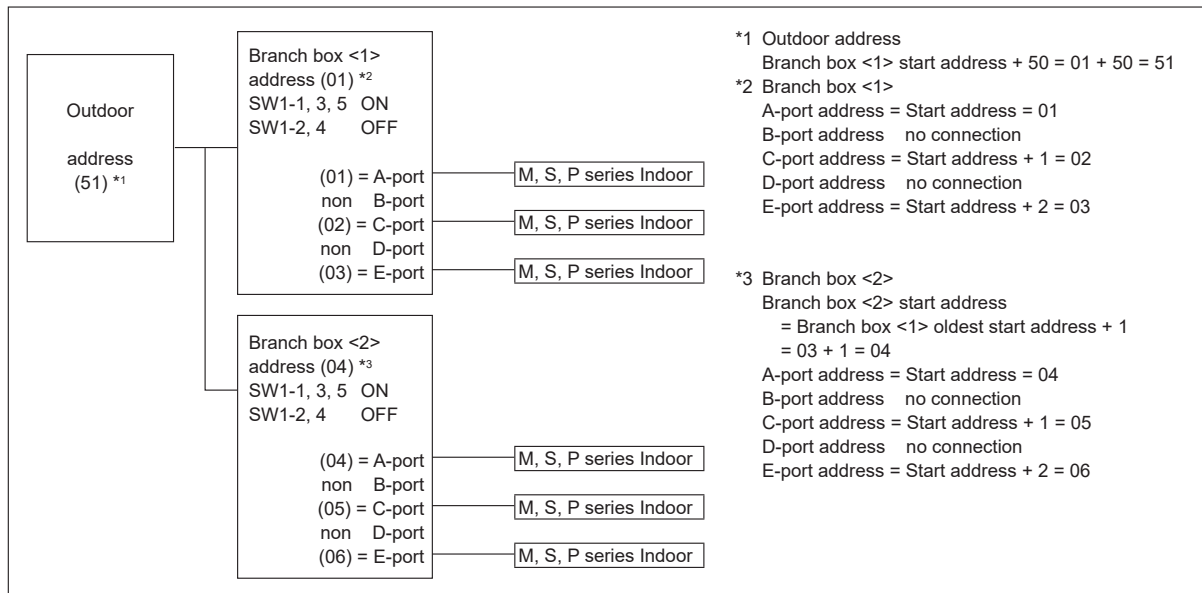 Outdoor
address
(51) *1
Branch box <1>
address (01) *2
SW1-1, 3, 5 ON
SW1-2, 4 OFF
(01) = A-port
non B-port
(02) = C-port
non D-port
(03) = E-port
M, S, P series Indoor
M, S, P series Indoor
M, S, P series Indoor
Branch box <2>
address (04) *3
SW1-1, 3, 5 ON
SW1-2, 4 OFF
(04) = A-port
non B-port
(05) = C-port
non D-port
(06) = E-port
M, S, P series Indoor
M, S, P series Indoor
M, S, P series Indoor
*1 Outdoor address
Branch box <1> start address + 50 = 01 + 50 = 51
*2 Branch box <1>
A-port address = Start address = 01
B-port address no connection
C-port address = Start address + 1 = 02
D-port address no connection
E-port address = Start address + 2 = 03
*3 Branch box <2>
Branch box <2> start address
= Branch box <1> oldest start address + 1
= 03 + 1 = 04
A-port address = Start address = 04
B-port address no connection
C-port address = Start address + 1 = 05
D-port address no connection
E-port address = Start address + 2 = 06